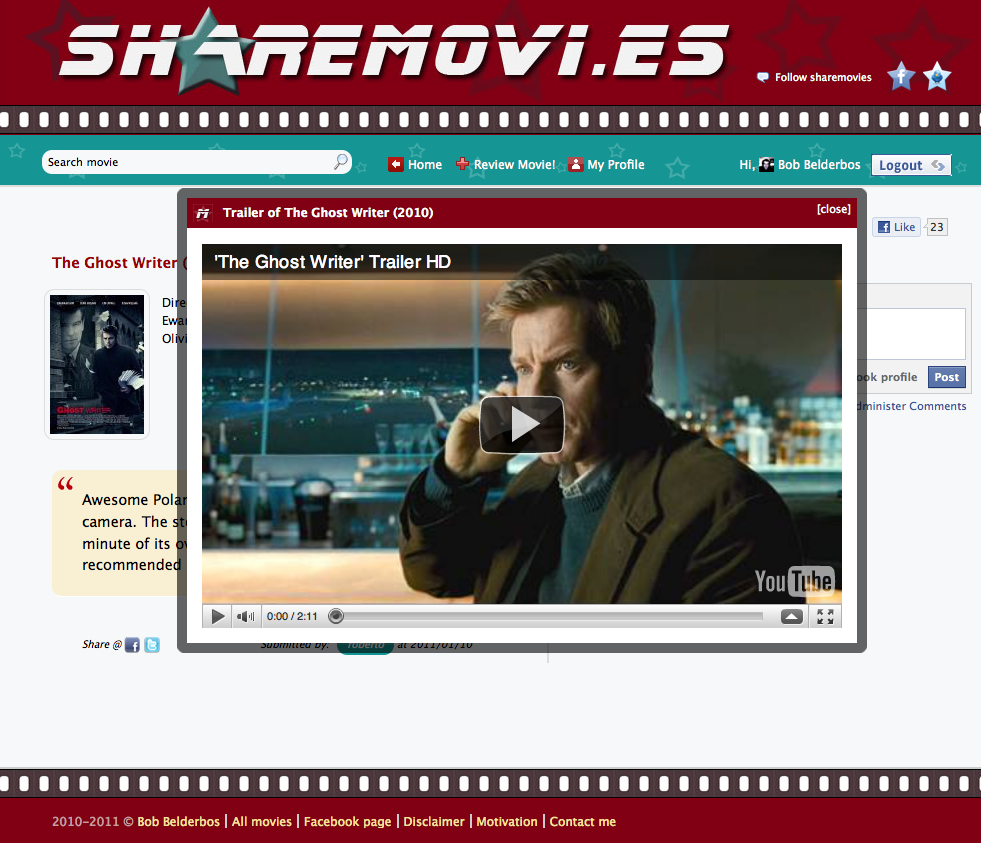 SHAREMOVI.ES
Follow sharemovies
Search movie
Home
Review Movie!
My Profile
Hi, Bob Belderbos
Logout
Trailer of The Ghost Writer (2010)
[close]
Like
23
The Ghost Writer (
'The Ghost Writer' Trailer HD
GHOST WRITER
Dire
Ewa
Olivi
ook profile
Post
dminister Comments
“
Awesome Polar
camera. The st
minute of its ov
recommended
YouTube
0:00 / 2:11
Share @
Submitted by: roberto at 2011/01/10
2010-2011 © Bob Belderbos | All movies | Facebook page | Disclaimer | Motivation | Contact me